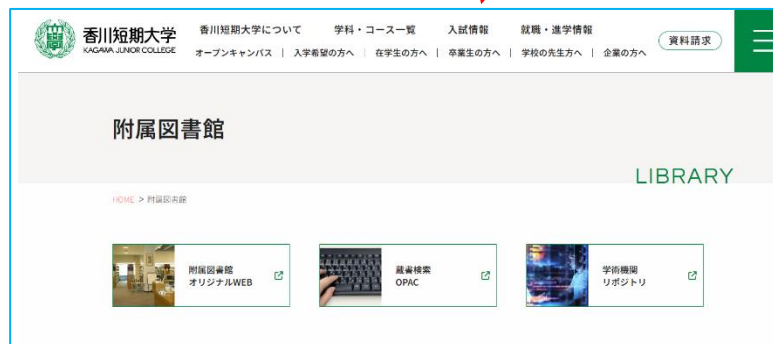 香川短期大学
KAGAWA JUNIOR COLLEGE
香川短期大学について 学科・コース一覧 入試情報 就職・進学情報
オープンキャンパス | 入学希望の方へ | 在学生の方へ | 卒業生の方へ | 学校の先生方へ | 企業の方へ
資料請求
附属図書館
LIBRARY
HOME > 附属図書館
附属図書館
オリジナルWEB
蔵書検索
OPAC
学術機関
リポジトリ